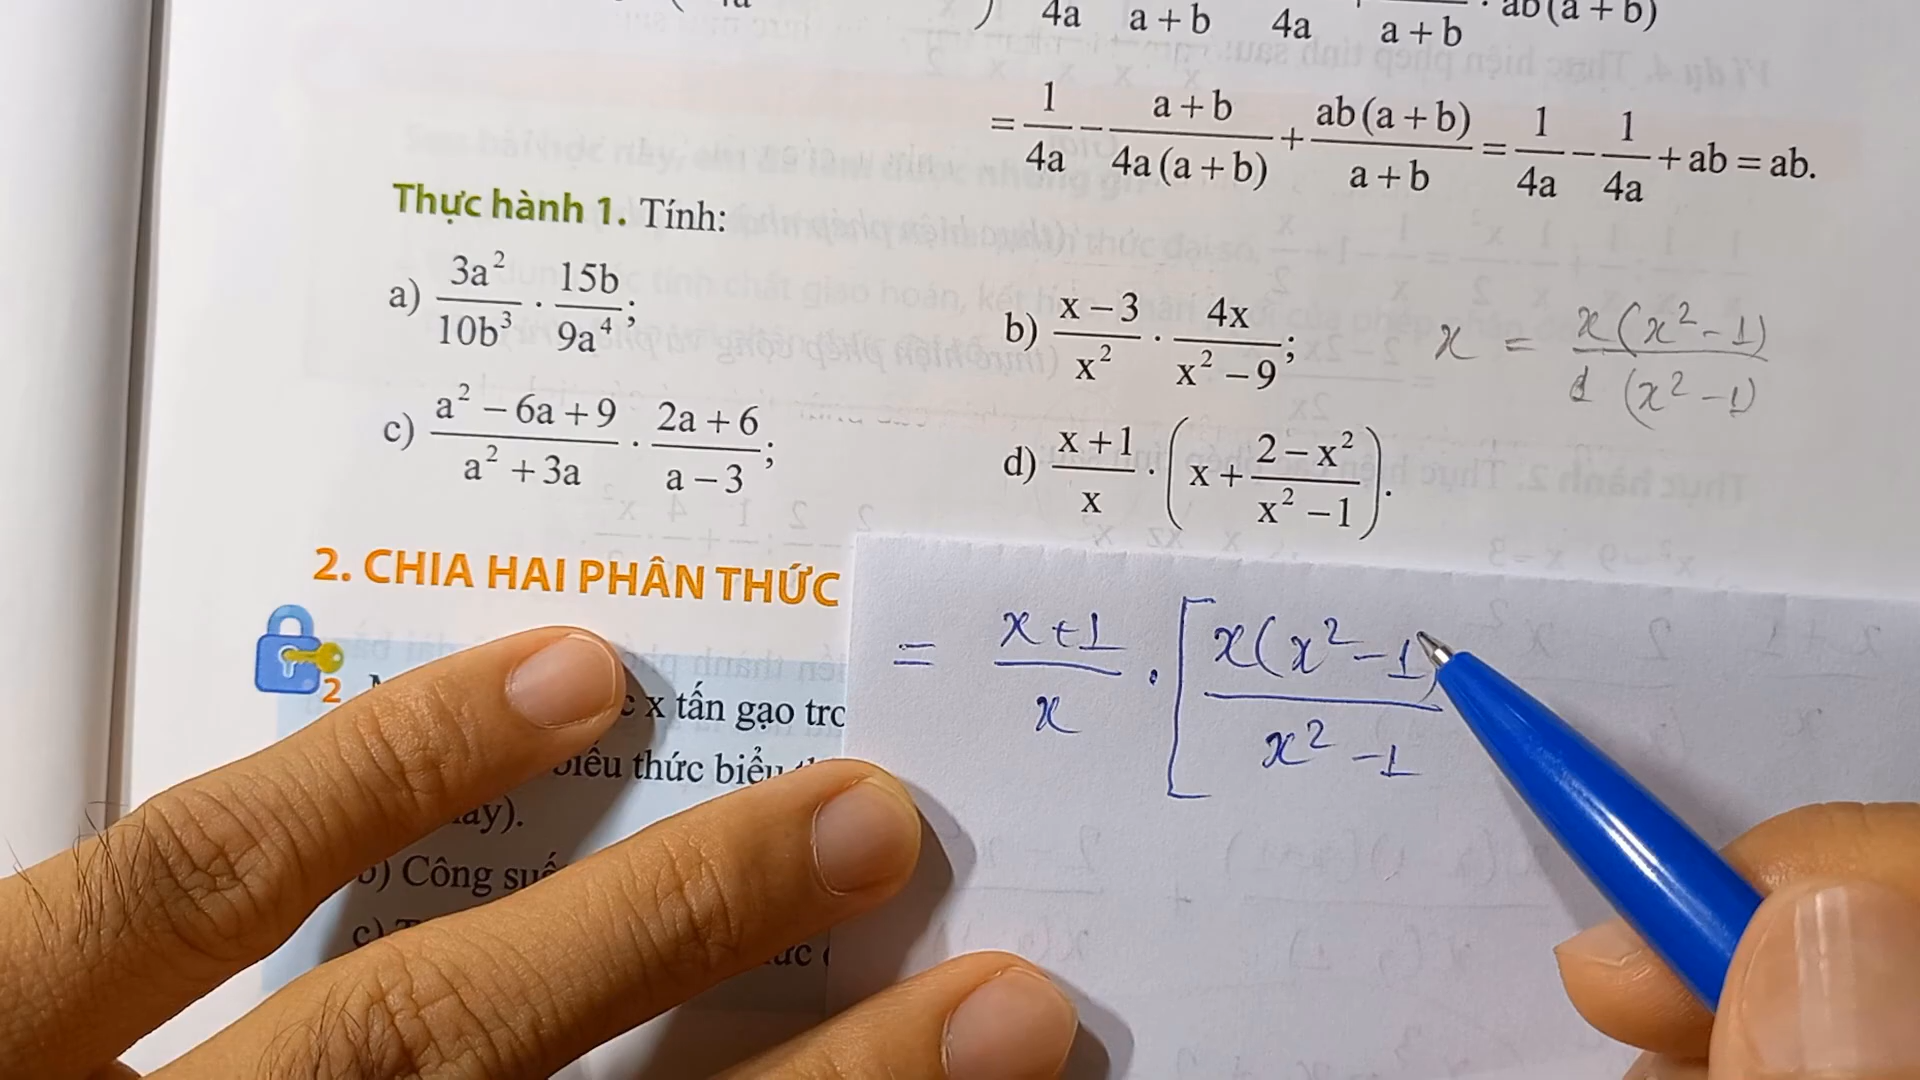 4a a + b 4a a + b · ab(a + b)
= 1/4a − (a + b)/(4a(a + b)) + ab(a + b)/(a + b) = 1/4a − 1/4a + ab = ab.
Thực hành 1. Tính:
a) 3a²/10b³ · 15b/9a⁴;
b) (x − 3)/x² · 4x/(x² − 9);
x = x(x² − 1)/1(x² − 1)
c) (a² − 6a + 9)/(a² + 3a) · (2a + 6)/(a − 3);
d) (x + 1)/x · (x + (2 − x²)/(x² − 1)).
2. CHIA HAI PHÂN THỨC
= (x + 1)/x · [x(x² − 1)/(x² − 1)
2
x tấn gạo tro
biểu thức biểu
này).
b) Công suấ
c)